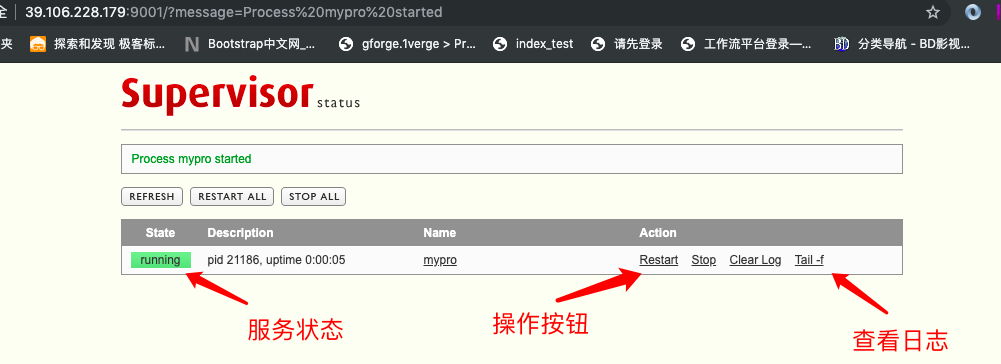 全 39.106.228.179:9001/?message=Process%20mypro%20started
夹 探索和发现 极客标... Bootstrap中文网_... gforge.1verge > Pr... index_test 请先登录 工作流平台登录—... 分类导航 – BD影视...
Supervisor status
Process mypro started
REFRESH RESTART ALL STOP ALL
State Description Name Action
running pid 21186, uptime 0:00:05 mypro Restart Stop Clear Log Tail -f
服务状态 操作按钮 查看日志